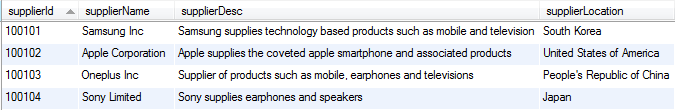 supplierId supplierName supplierDesc supplierLocation
100101 Samsung Inc Samsung supplies technology based products such as mobile and television South Korea
100102 Apple Corporation Apple supplies the coveted apple smartphone and associated products United States of America
100103 Oneplus Inc Supplier of products such as mobile, earphones and televisions People's Republic of China
100104 Sony Limited Sony supplies earphones and speakers Japan